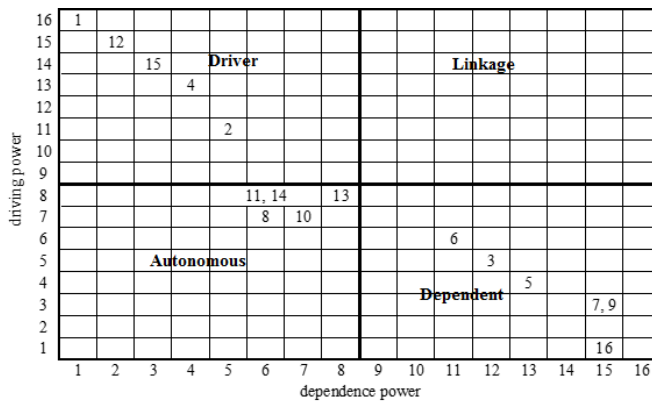 16 1
15 12
14 15 Driver Linkage
13 4
12
11 2
10
9
8 11, 14 13
7 8 10
6 6
5 Autonomous 3
4 5
3 Dependent 7, 9
2
1 16
1 2 3 4 5 6 7 8 9 10 11 12 13 14 15 16
dependence power
driving power